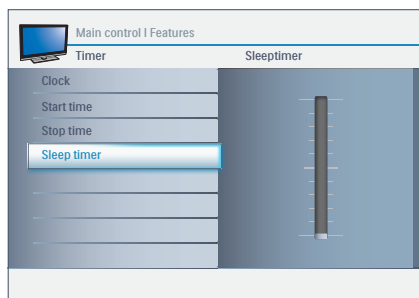 Main control I Features
Timer
Sleeptimer
Clock
Start time
Stop time
Sleep timer